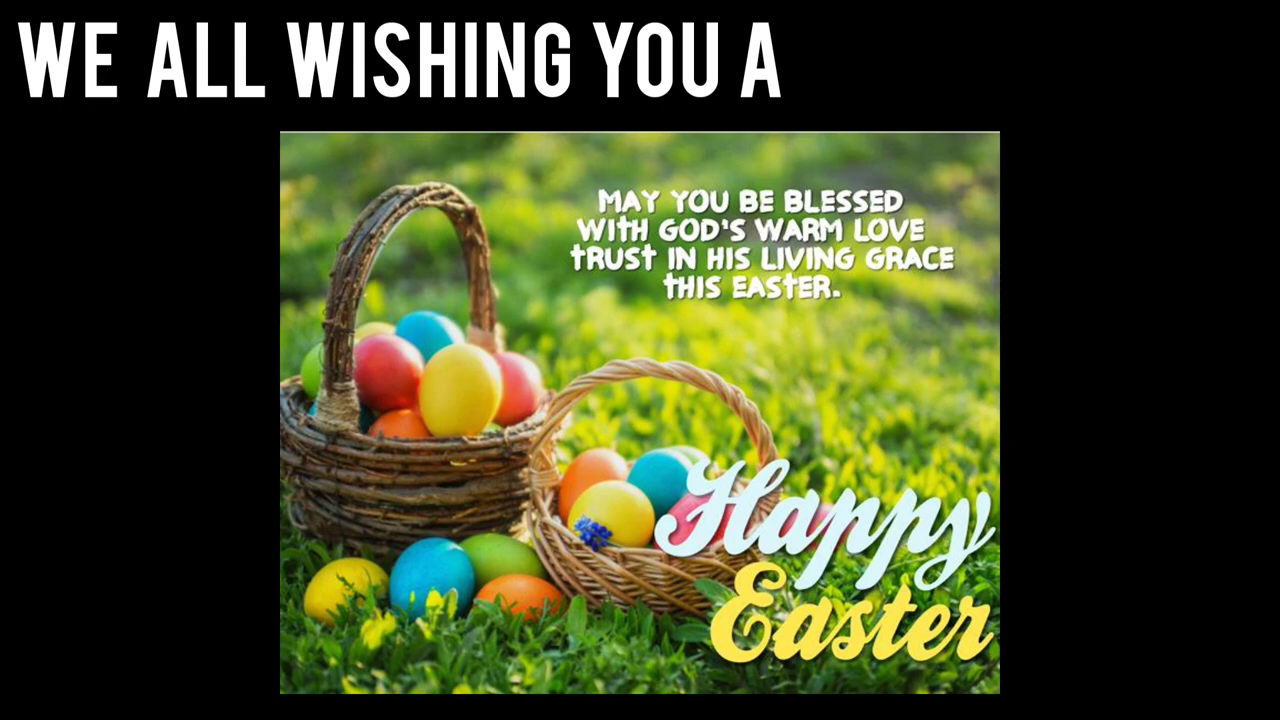 WE ALL WISHING YOU A
MAY YOU BE BLESSED
WITH GOD'S WARM LOVE
TRUST IN HIS LIVING GRACE
THIS EASTER.
Happy
Easter